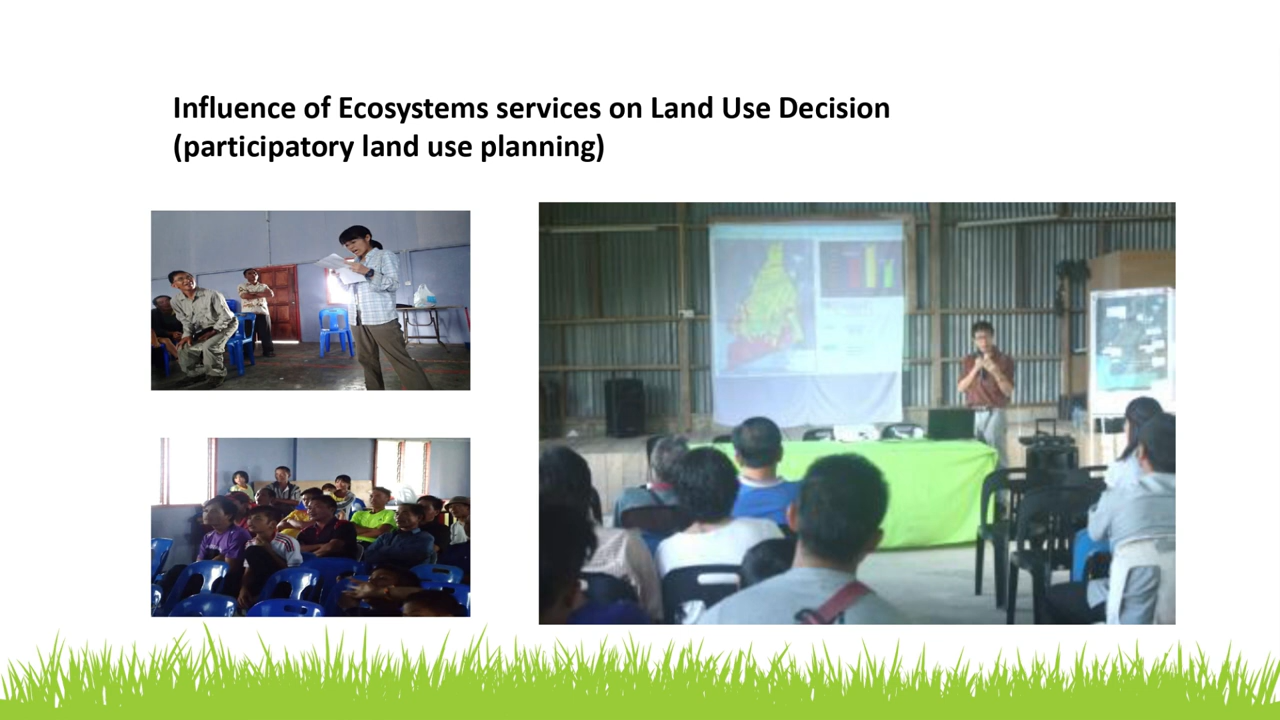 Influence of Ecosystems services on Land Use Decision
(participatory land use planning)